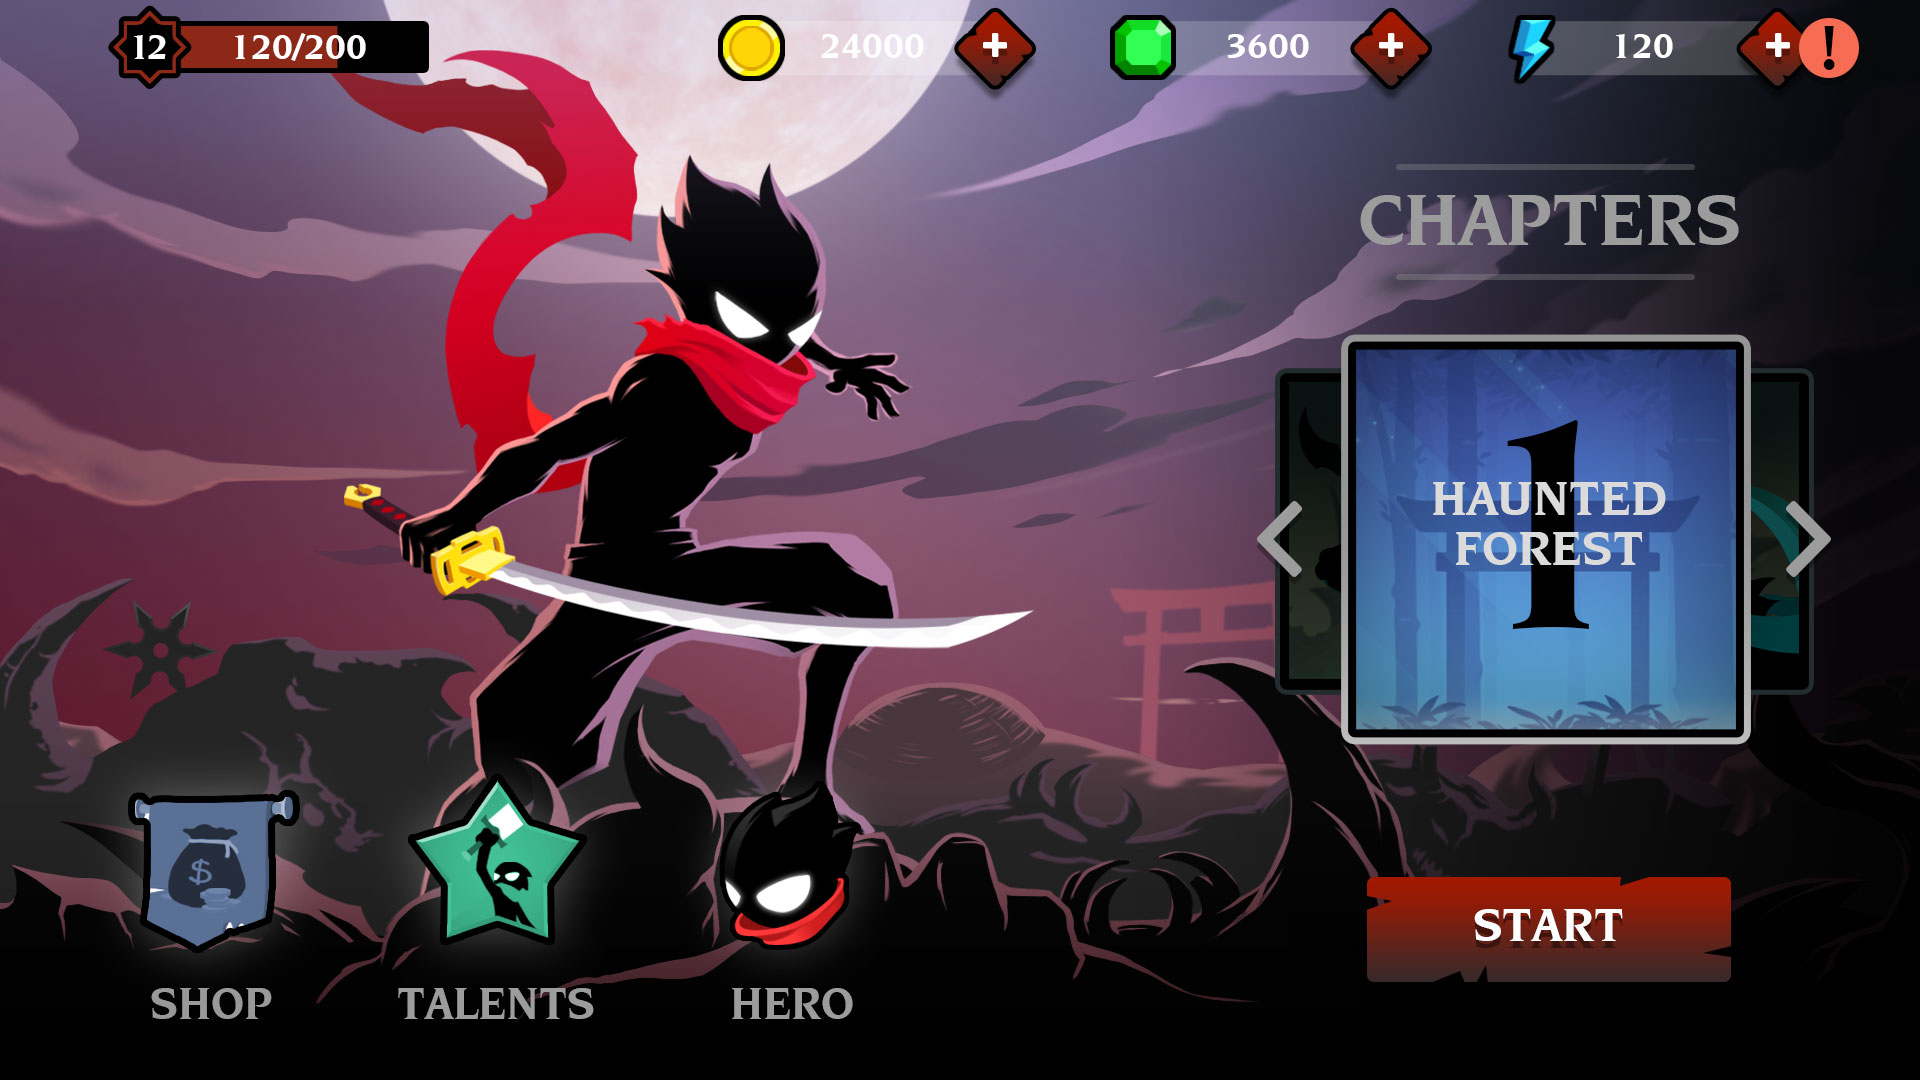 12
120/200
24000
+
3600
+
120
+
!
CHAPTERS
1
HAUNTED
FOREST
START
$
SHOP
TALENTS
HERO